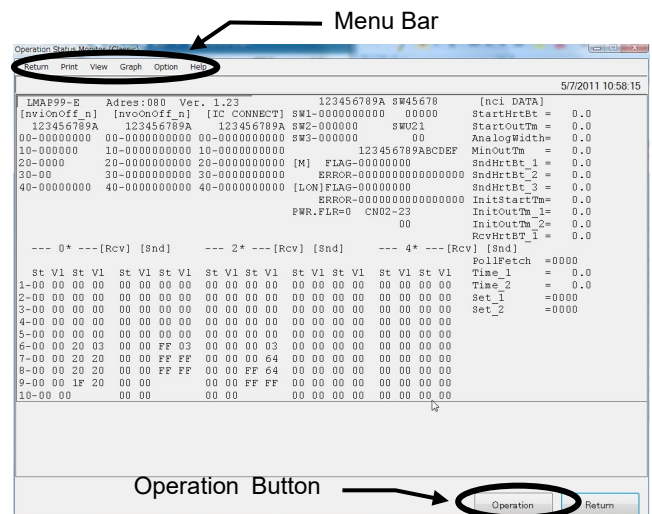 Menu Bar
Operation Status Monitor (Classic)
Return Print View Graph Option Help
5/7/2011 10:58:15
LMAP99-E Adres:080 Ver. 1.23 123456789A SW45678 [nci DATA]
[nviOnOff_n] [nvoOnOff_n] [IC CONNECT] SW1-0000000000 00000 StartHrtBt = 0.0
123456789A 123456789A 123456789A SW2-000000 SWU21 StartOutTm = 0.0
00-0000000000 00-0000000000 00-0000000000 SW3-000000 00 AnalogWidth= 0.0
10-000000 10-0000000000 10-0000000000 123456789ABCDEF MinOutTm = 0.0
20-0000 20-0000000000 20-0000000000 [M] FLAG-00000000 SndHrtBt_1 = 0.0
30-00 30-0000000000 30-0000000000 ERROR-000000000000000 SndHrtBt_2 = 0.0
40-00000000 40-0000000000 40-0000000000 [LON]FLAG-00000000 SndHrtBt_3 = 0.0
ERROR-000000000000000 InitStartTm= 0.0
PWR.FLR=0 CN02-23 InitOutTm_1= 0.0
00 InitOutTm_2= 0.0
RcvHrtBT_1 = 0.0
--- 0* ---[Rcv] [Snd] --- 2* ---[Rcv] [Snd] --- 4* ---[Rcv] [Snd]
PollFetch =0000
St Vl St Vl St Vl St Vl St Vl St Vl St Vl St Vl St Vl St Vl Time_1 = 0.0
1-00 00 00 00 00 00 00 00 00 00 00 00 00 00 00 00 00 00 00 00 Time_2 = 0.0
2-00 00 00 00 00 00 00 00 00 00 00 00 00 00 00 00 00 00 00 00 Set_1 =0000
3-00 00 00 00 00 00 00 00 00 00 00 00 00 00 00 00 00 00 00 00 Set_2 =0000
4-00 00 00 00 00 00 00 00 00 00 00 00 00 00 00 00 00 00 00 00
5-00 00 00 00 00 00 00 00 00 00 00 00 00 00 00 00 00 00 00 00
6-00 00 20 03 00 00 FF 03 00 00 00 03 00 00 00 00 00 00 00 00
7-00 00 20 20 00 00 FF FF 00 00 00 64 00 00 00 00 00 00 00 00
8-00 00 20 20 00 00 FF FF 00 00 FF 64 00 00 00 00 00 00 00 00
9-00 00 1F 20 00 00 00 00 FF FF 00 00 00 00 00 00 00 00
10-00 00 00 00 00 00 00 00 00 00 00 00 00 00
Operation Button
Operation Return